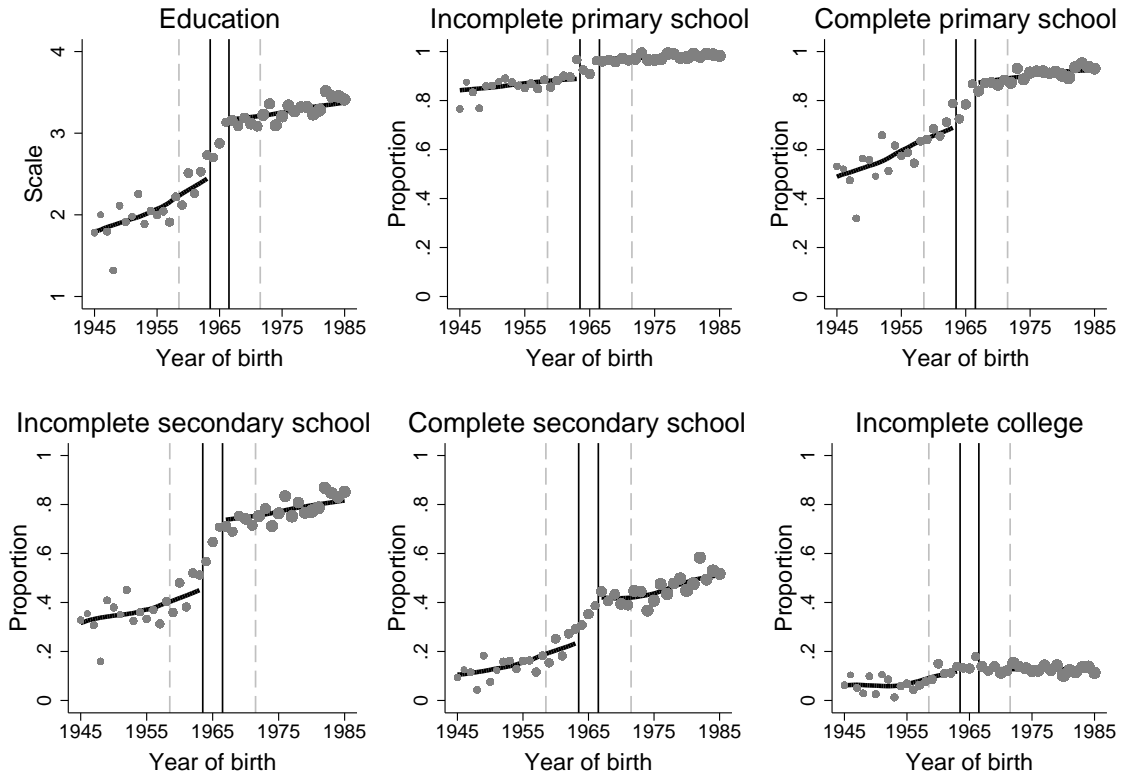 Education
Scale
4
3
2
1
1945 1955 1965 1975 1985
Year of birth
Incomplete primary school
Proportion
1
.8
.6
.4
.2
0
1945 1955 1965 1975 1985
Year of birth
Complete primary school
Proportion
1
.8
.6
.4
.2
0
1945 1955 1965 1975 1985
Year of birth
Incomplete secondary school
Proportion
1
.8
.6
.4
.2
0
1945 1955 1965 1975 1985
Year of birth
Complete secondary school
Proportion
1
.8
.6
.4
.2
0
1945 1955 1965 1975 1985
Year of birth
Incomplete college
Proportion
1
.8
.6
.4
.2
0
1945 1955 1965 1975 1985
Year of birth